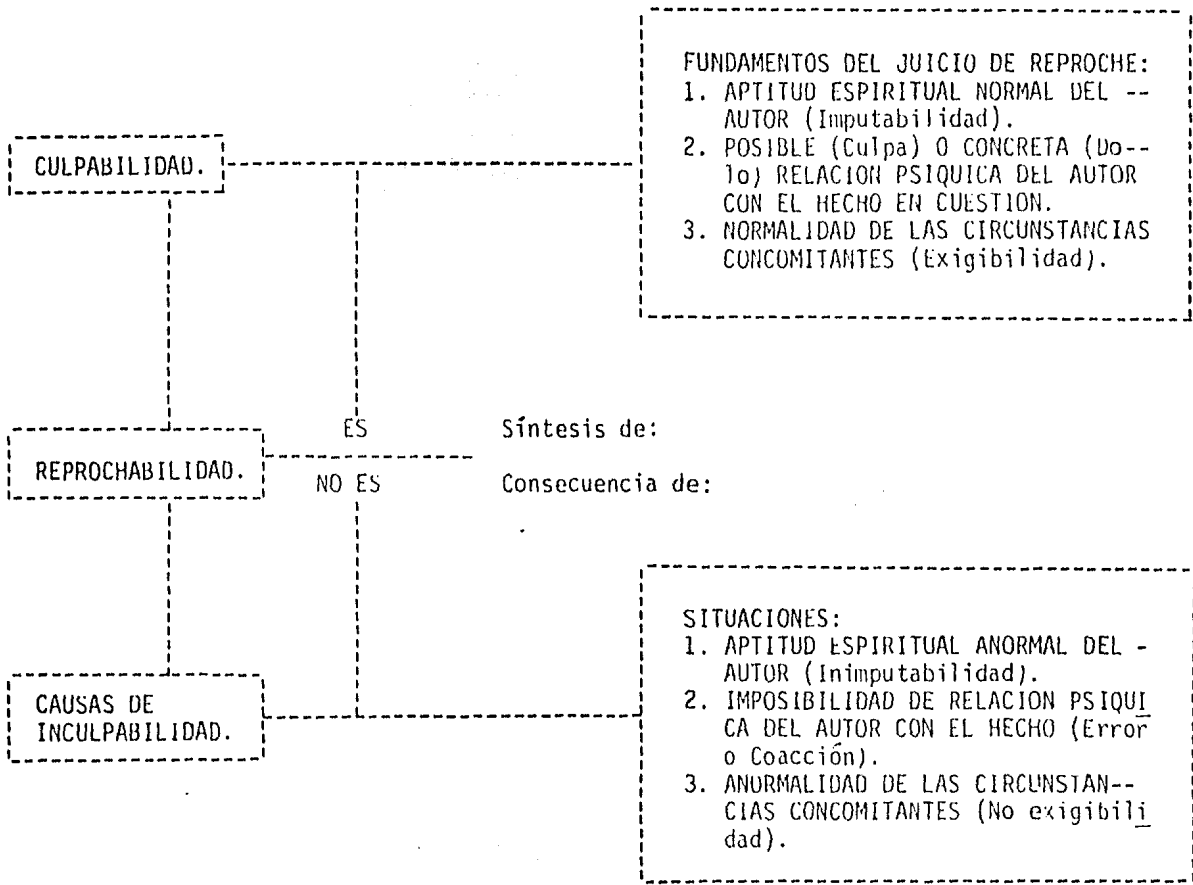 FUNDAMENTOS DEL JUICIO DE REPROCHE:
1. APTITUD ESPIRITUAL NORMAL DEL --
AUTOR (Imputabilidad).
2. POSIBLE (Culpa) O CONCRETA (Do--
lo) RELACION PSIQUICA DEL AUTOR
CON EL HECHO EN CUESTION.
3. NORMALIDAD DE LAS CIRCUNSTANCIAS
CONCOMITANTES (Exigibilidad).
CULPABILIDAD.
ES Síntesis de:
REPROCHABILIDAD.
NO ES Consecuencia de:
SITUACIONES:
1. APTITUD ESPIRITUAL ANORMAL DEL -
AUTOR (Inimputabilidad).
2. IMPOSIBILIDAD DE RELACION PSIQUI
CA DEL AUTOR CON EL HECHO (Error
o Coacción).
3. ANORMALIDAD DE LAS CIRCUNSTAN--
CIAS CONCOMITANTES (No exigibili
dad).
CAUSAS DE
INCULPABILIDAD.